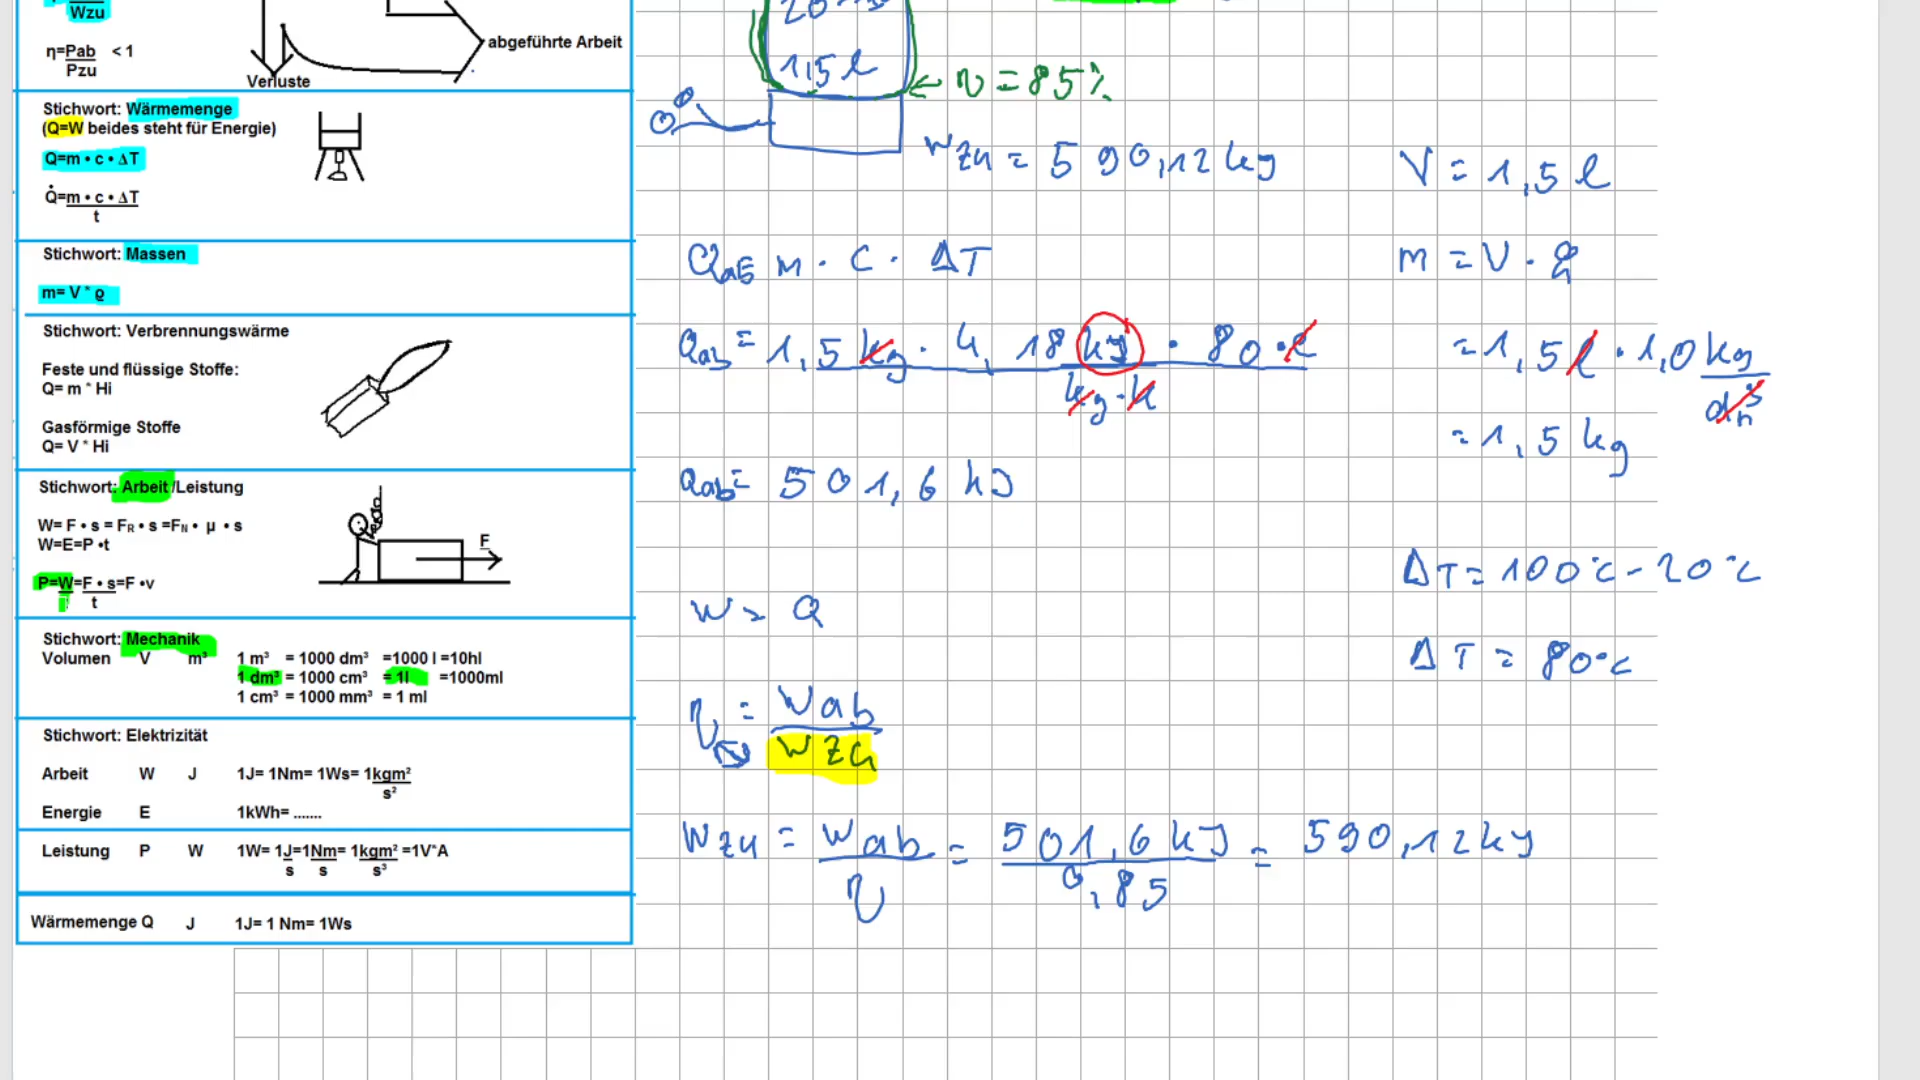 Wzu
η=Pab < 1
Pzu
abgeführte Arbeit
Verluste
Stichwort: Wärmemenge
(Q=W beides steht für Energie)
Q=m • c • ΔT
Q̇=m • c • ΔT
t
Stichwort: Massen
m= V * ϱ
Stichwort: Verbrennungswärme
Feste und flüssige Stoffe:
Q= m * Hi
Gasförmige Stoffe
Q= V * Hi
Stichwort: Arbeit /Leistung
W= F • s = FR • s =FN • μ • s
W=E=P •t
P=W=F • s=F •v
t
F
Stichwort: Mechanik
Volumen V m³ 1 m³ = 1000 dm³ =1000 l =10hl
1 dm³ = 1000 cm³ = 1l =1000ml
1 cm³ = 1000 mm³ = 1 ml
Stichwort: Elektrizität
Arbeit W J 1J= 1Nm= 1Ws= 1kgm²
s²
Energie E 1kWh= .......
Leistung P W 1W= 1J=1Nm= 1kgm² =1V*A
s s s³
Wärmemenge Q J 1J= 1 Nm= 1Ws
1,5 l
η = 85%
Wzu = 590,12 kJ
Qab = m · c · ΔT
Qab = 1,5 kg · 4,18 kJ · 80 ·
kg · K
Qab = 501,6 kJ
W = Q
η = Wab
Wzu
Wzu = Wab = 501,6 kJ = 590,12 kJ
η 0,85
V = 1,5 l
m = V · ϱ
= 1,5 l · 1,0 kg
dm³
= 1,5 kg
ΔT = 100°C - 20°C
ΔT = 80°C